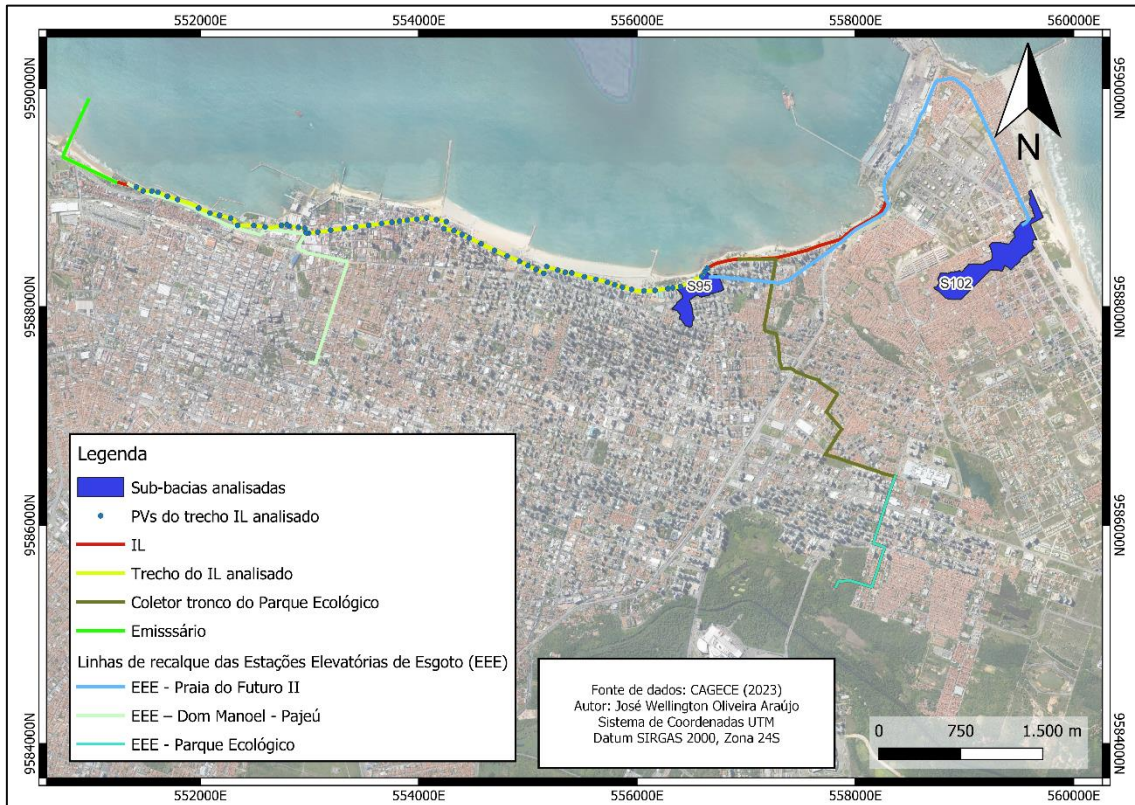 552000E 554000E 556000E 558000E 560000E
9590000N 9590000N
N
S102
S95
9588000N 9588000N
Legenda
Sub-bacias analisadas
PVs do trecho IL analisado
IL
Trecho do IL analisado
Coletor tronco do Parque Ecológico
Emisssário
Linhas de recalque das Estações Elevatórias de Esgoto (EEE)
EEE - Praia do Futuro II
EEE – Dom Manoel - Pajeú
EEE - Parque Ecológico
9586000N 9586000N
Fonte de dados: CAGECE (2023)
Autor: José Wellington Oliveira Araújo
Sistema de Coordenadas UTM
Datum SIRGAS 2000, Zona 24S
0 750 1.500 m
9584000N 9584000N
552000E 554000E 556000E 558000E 560000E